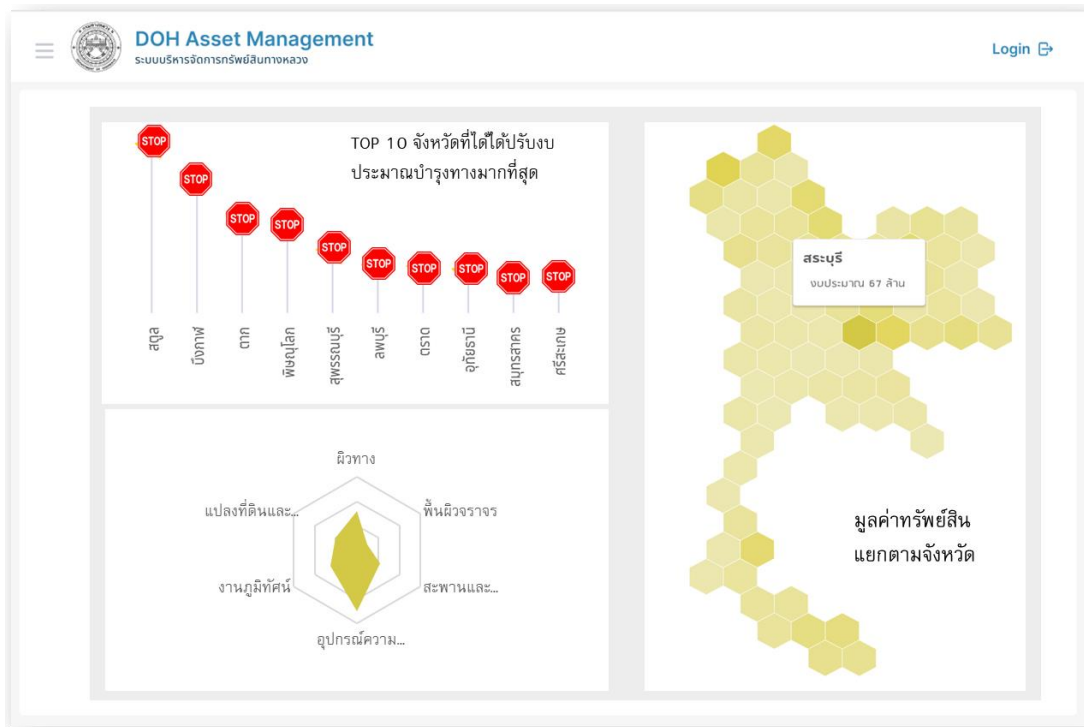 DOH Asset Management
ระบบบริหารจัดการทรัพย์สินทางหลวง
Login
TOP 10 จังหวัดที่ได้ได้ปรับงบ
ประมาณบำรุงทางมากที่สุด
STOP
STOP
STOP
STOP
STOP
STOP
STOP
STOP
STOP
STOP
สตูล
บึงกาฬ
ตาก
พิษณุโลก
สุพรรณบุรี
ลพบุรี
ตราด
อุทัยธานี
สมุทรสาคร
ศรีสะเกษ
ผิวทาง
แปลงที่ดินและ...
พื้นผิวจราจร
งานภูมิทัศน์
สะพานและ...
อุปกรณ์ความ...
สระบุรี
งบประมาณ 67 ล้าน
มูลค่าทรัพย์สิน
แยกตามจังหวัด